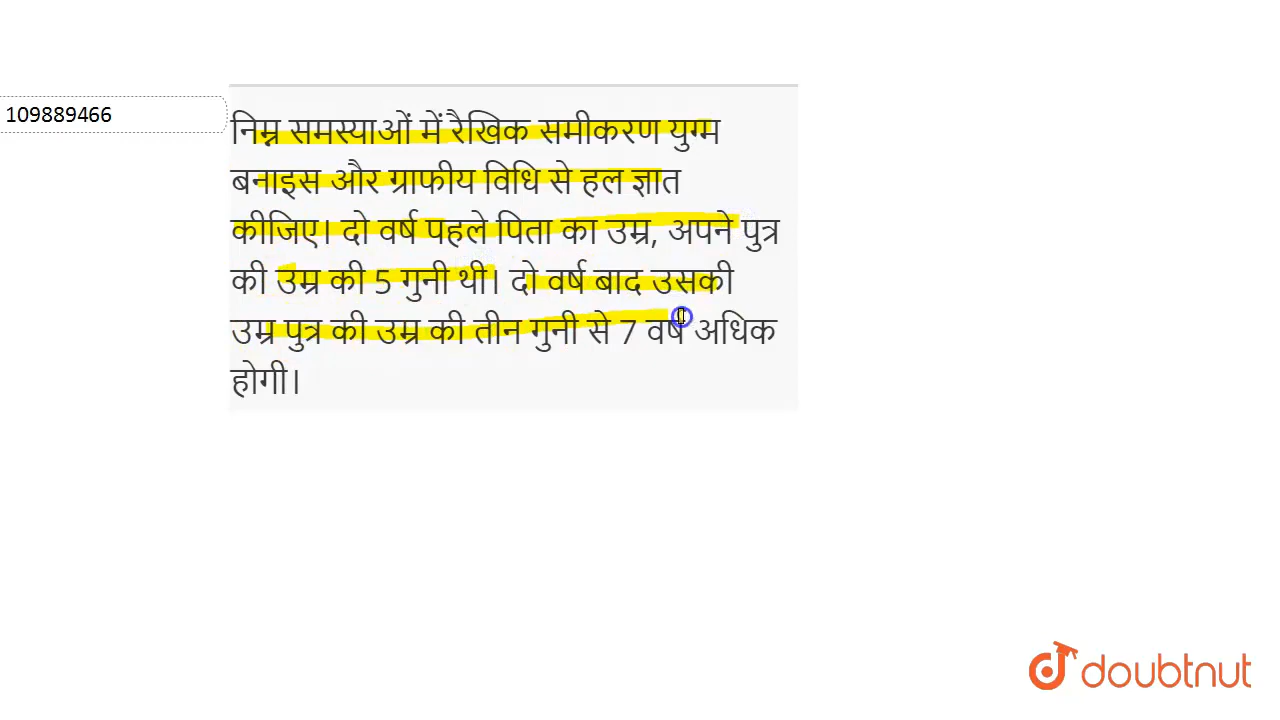 109889466
निम्न समस्याओं में रैखिक समीकरण युग्म
बनाइस और ग्राफीय विधि से हल ज्ञात
कीजिए। दो वर्ष पहले पिता का उम्र, अपने पुत्र
की उम्र की 5 गुनी थी। दो वर्ष बाद उसकी
उम्र पुत्र की उम्र की तीन गुनी से 7 वर्ष अधिक
होगी।
doubtnut